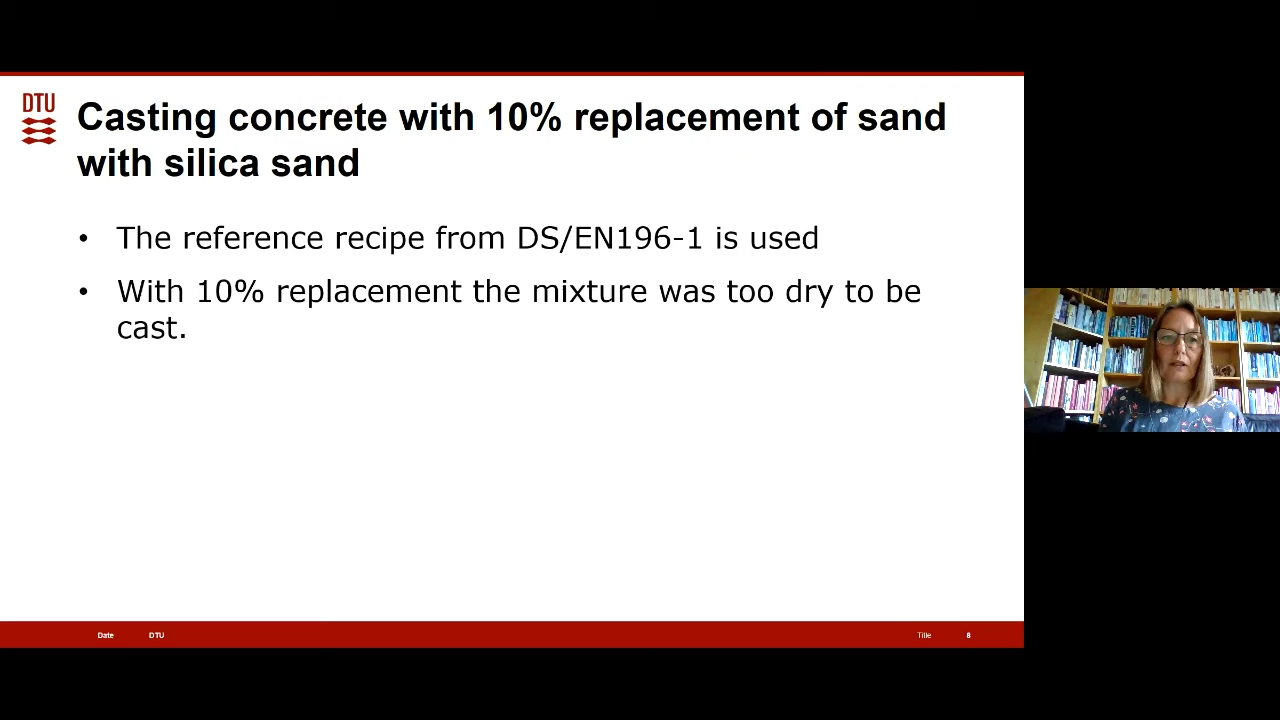 DTU
Casting concrete with 10% replacement of sand
with silica sand
• The reference recipe from DS/EN196-1 is used
• With 10% replacement the mixture was too dry to be
cast.
Date DTU Title 8